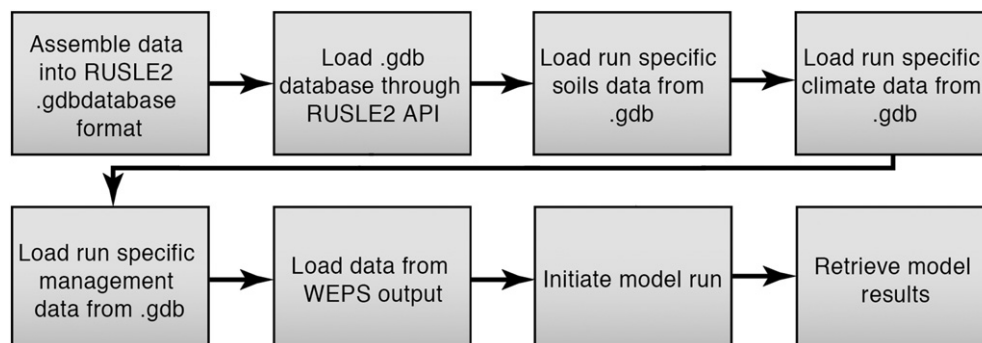 Assemble data
into RUSLE2
.gdbdatabase
format
Load .gdb
database through
RUSLE2 API
Load run specific
soils data from
.gdb
Load run specific
climate data from
.gdb
Load run specific
management
data from .gdb
Load data from
WEPS output
Initiate model run
Retrieve model
results